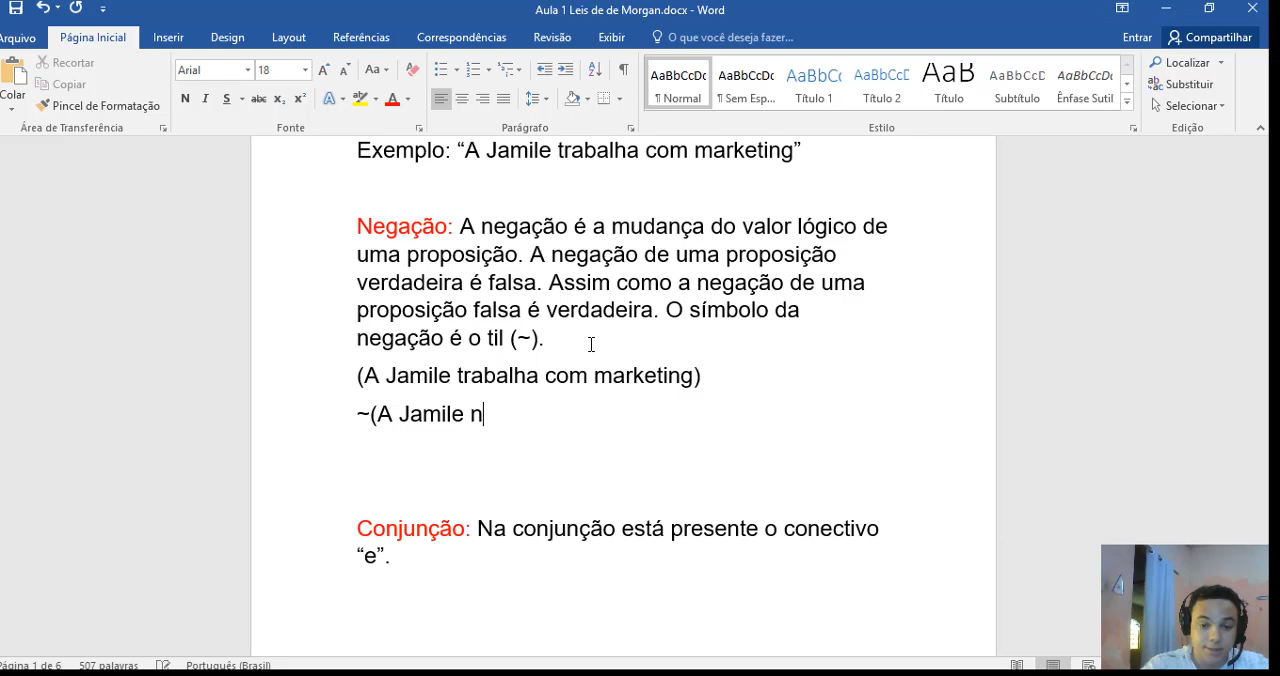 Aula 1 Leis de de Morgan.docx - Word
Arquivo Página Inicial Inserir Design Layout Referências Correspondências Revisão Exibir O que você deseja fazer... Entrar Compartilhar
Colar
Recortar
Copiar
Pincel de Formatação
Área de Transferência
Arial 18
N I S abc x₂ x² A A
Fonte
Parágrafo
AaBbCcDc AaBbCcDc AaBbCc AaBbCcD AaB AaBbCcD AaBbCcDc
¶ Normal ¶ Sem Esp... Título 1 Título 2 Título Subtítulo Ênfase Sutil
Estilo
Localizar
Substituir
Selecionar
Edição
Exemplo: “A Jamile trabalha com marketing”
Negação: A negação é a mudança do valor lógico de
uma proposição. A negação de uma proposição
verdadeira é falsa. Assim como a negação de uma
proposição falsa é verdadeira. O símbolo da
negação é o til (~).
(A Jamile trabalha com marketing)
~(A Jamile n
Conjunção: Na conjunção está presente o conectivo
“e”.
Página 1 de 6 507 palavras Português (Brasil)